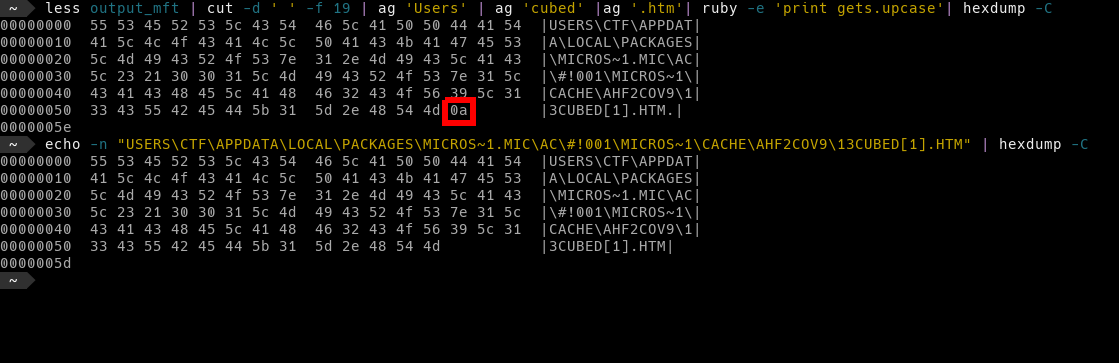 ~ less output_mft | cut -d ' ' -f 19 | ag 'Users' | ag 'cubed' |ag '.htm'| ruby -e 'print gets.upcase'| hexdump -C
00000000  55 53 45 52 53 5c 43 54  46 5c 41 50 50 44 41 54  |USERS\CTF\APPDAT|
00000010  41 5c 4c 4f 43 41 4c 5c  50 41 43 4b 41 47 45 53  |A\LOCAL\PACKAGES|
00000020  5c 4d 49 43 52 4f 53 7e  31 2e 4d 49 43 5c 41 43  |\MICROS~1.MIC\AC|
00000030  5c 23 21 30 30 31 5c 4d  49 43 52 4f 53 7e 31 5c  |\#!001\MICROS~1\|
00000040  43 41 43 48 45 5c 41 48  46 32 43 4f 56 39 5c 31  |CACHE\AHF2COV9\1|
00000050  33 43 55 42 45 44 5b 31  5d 2e 48 54 4d 0a        |3CUBED[1].HTM.|
0000005e
~ echo -n "USERS\CTF\APPDATA\LOCAL\PACKAGES\MICROS~1.MIC\AC\#!001\MICROS~1\CACHE\AHF2COV9\13CUBED[1].HTM" | hexdump -C
00000000  55 53 45 52 53 5c 43 54  46 5c 41 50 50 44 41 54  |USERS\CTF\APPDAT|
00000010  41 5c 4c 4f 43 41 4c 5c  50 41 43 4b 41 47 45 53  |A\LOCAL\PACKAGES|
00000020  5c 4d 49 43 52 4f 53 7e  31 2e 4d 49 43 5c 41 43  |\MICROS~1.MIC\AC|
00000030  5c 23 21 30 30 31 5c 4d  49 43 52 4f 53 7e 31 5c  |\#!001\MICROS~1\|
00000040  43 41 43 48 45 5c 41 48  46 32 43 4f 56 39 5c 31  |CACHE\AHF2COV9\1|
00000050  33 43 55 42 45 44 5b 31  5d 2e 48 54 4d           |3CUBED[1].HTM|
0000005d
~